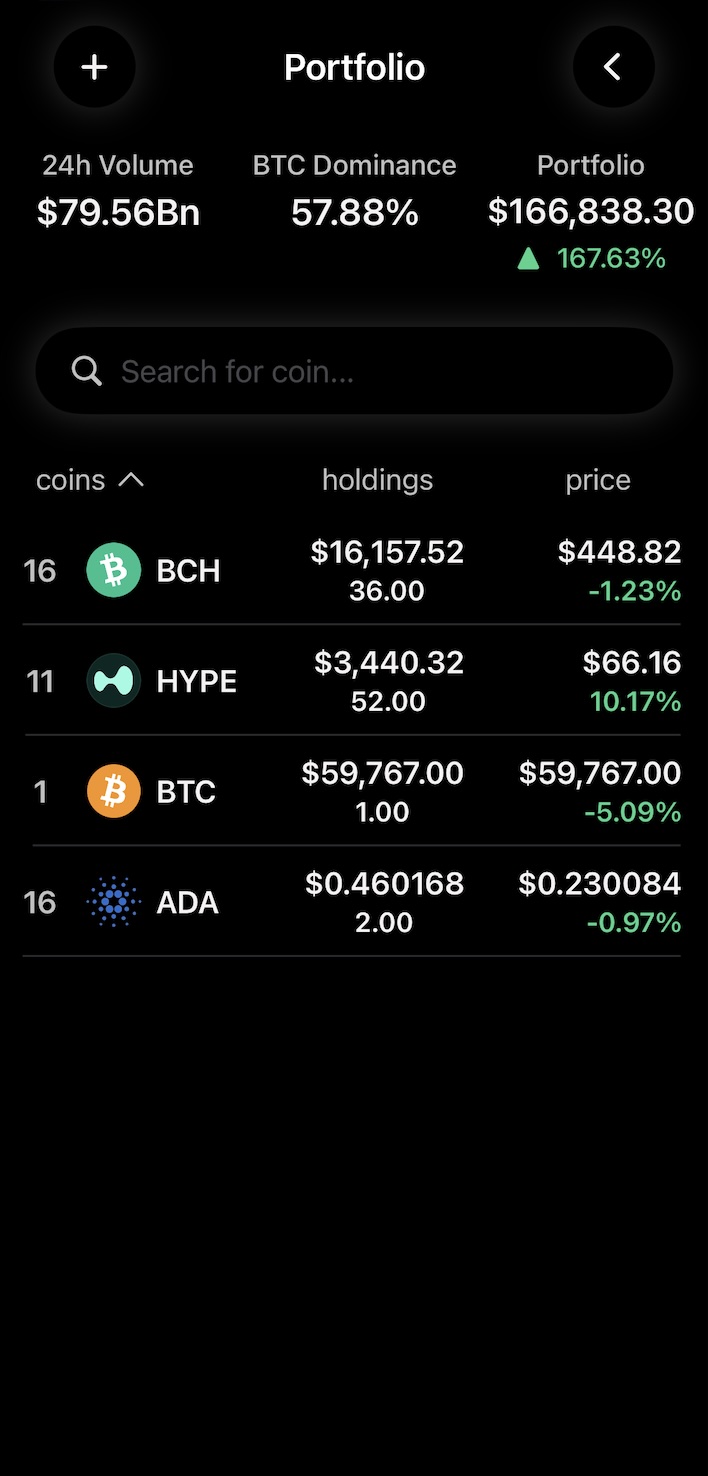 Portfolio
24h Volume BTC Dominance Portfolio
$79.56Bn 57.88% $166,838.30
167.63%
Search for coin...
coins holdings price
16 BCH $16,157.52 $448.82
36.00 -1.23%
11 HYPE $3,440.32 $66.16
52.00 10.17%
1 BTC $59,767.00 $59,767.00
1.00 -5.09%
16 ADA $0.460168 $0.230084
2.00 -0.97%